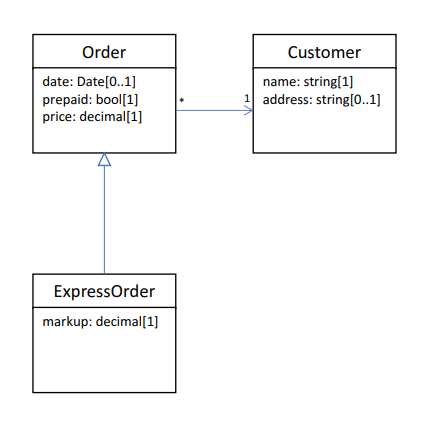 Order
date: Date[0..1]
prepaid: bool[1]
price: decimal[1]
*
1
Customer
name: string[1]
address: string[0..1]
ExpressOrder
markup: decimal[1]